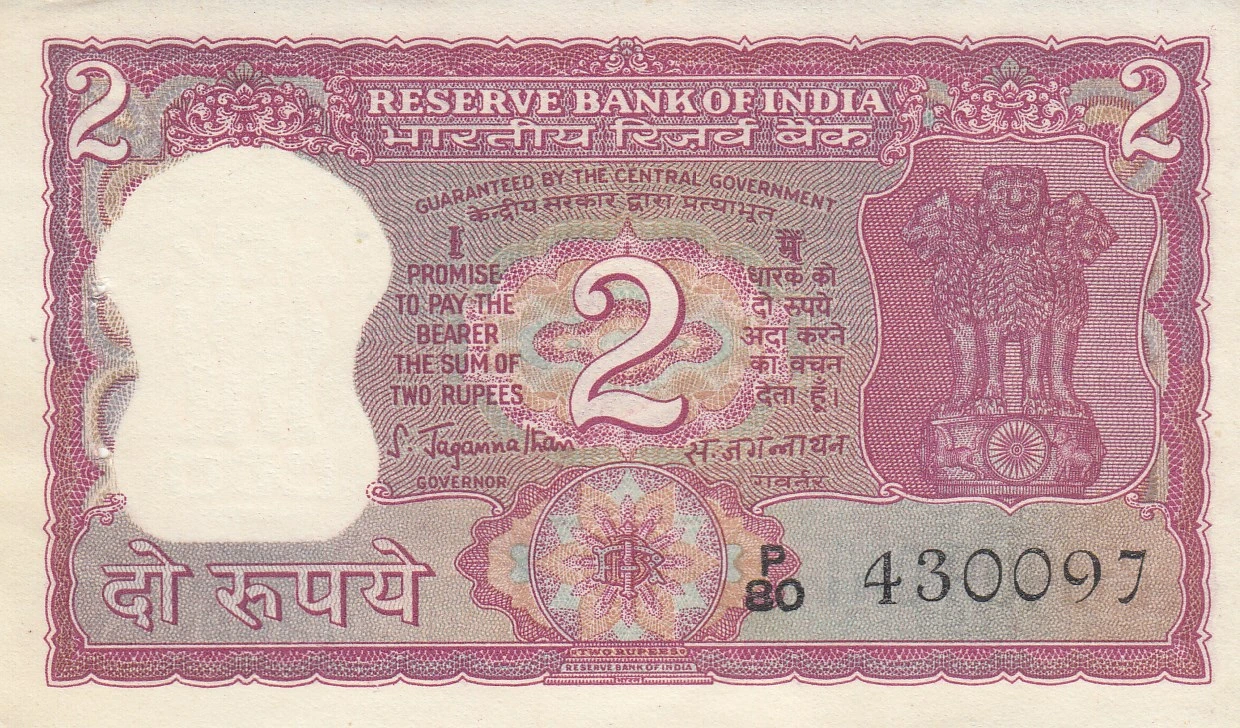 2
2
RESERVE BANK OF INDIA
भारतीय रिज़र्व बैंक
GUARANTEED BY THE CENTRAL GOVERNMENT
केन्द्रीय सरकार द्वारा प्रत्याभूत
I
PROMISE
TO PAY THE
BEARER
THE SUM OF
TWO RUPEES
2
मैं
धारक को
दो रुपये
अदा करने
का वचन
देता हूँ।
S. Jagannathan
GOVERNOR
स. जगन्नाथन
गवर्नर
दो रूपये
P
80
430097
TWO RUPEES
RESERVE BANK OF INDIA